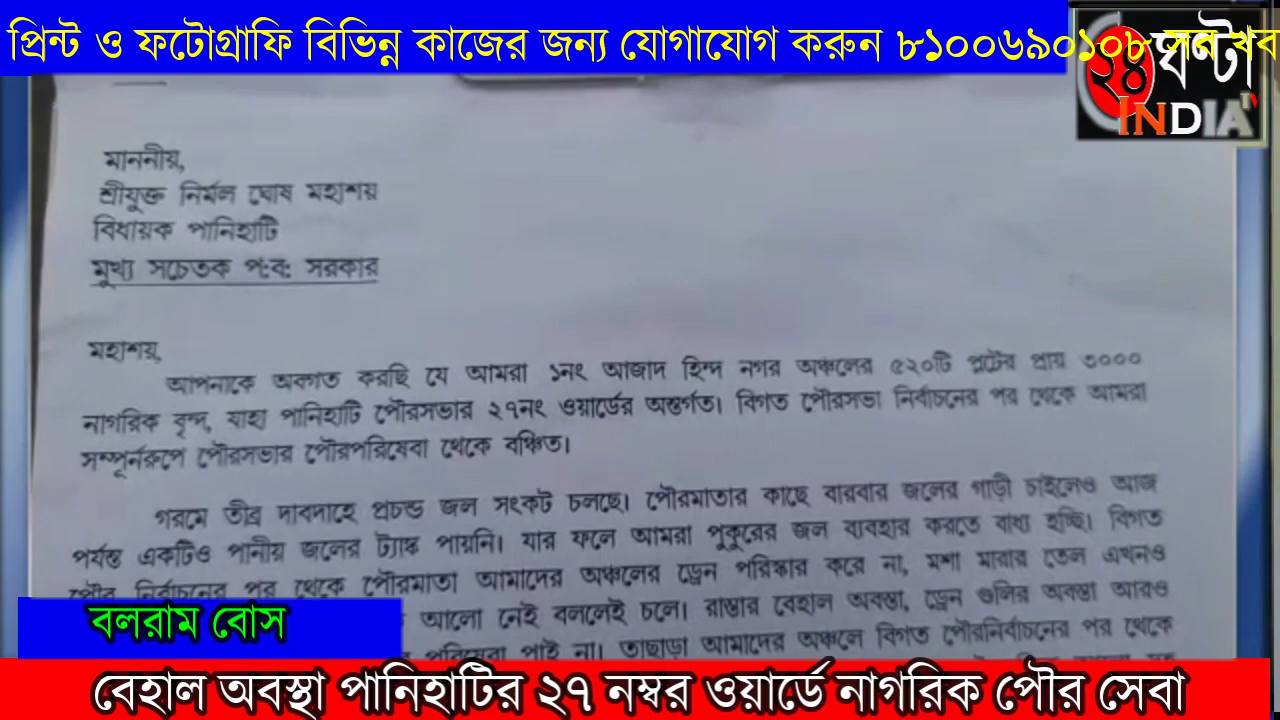 প্রিন্ট ও ফটোগ্রাফি বিভিন্ন কাজের জন্য যোগাযোগ করুন ৮১০০৬৯০১০৮
২৪ ঘণ্টা
INDIA
মাননীয়,
শ্রীযুক্ত নির্মল ঘোষ মহাশয়
বিধায়ক পানিহাটি
মুখ্য সচেতক প:ব: সরকার
মহাশয়,
আপনাকে অবগত করছি যে আমরা ১নং আজাদ হিন্দ নগর অঞ্চলের ৫২০টি প্লটের প্রায় ৩০০০
নাগরিক বৃন্দ, যাহা পানিহাটি পৌরসভার ২৭নং ওয়ার্ডের অন্তর্গত। বিগত পৌরসভা নির্বাচনের পর থেকে আমরা
সম্পূর্নরুপে পৌরসভার পৌরপরিষেবা থেকে বঞ্চিত।
গরমে তীব্র দাবদাহে প্রচন্ড জল সংকট চলছে। পৌরমাতার কাছে বারবার জলের গাড়ী চাইলেও আজ
পর্যন্ত একটিও পানীয় জলের ট্যাঙ্ক পায়নি। যার ফলে আমরা পুকুরের জল ব্যবহার করতে বাধ্য হচ্ছি। বিগত
পৌর নির্বাচনের পর থেকে পৌরমাতা আমাদের অঞ্চলের ড্রেন পরিস্কার করে না, মশা মারার তেল এখনও
আলো নেই বললেই চলে। রাস্তার বেহাল অবস্তা, ড্রেন গুলির অবস্তা আরও
পরিষেবা পাই না। তাছাড়া আমাদের অঞ্চলে বিগত পৌরনির্বাচনের পর থেকে
বলরাম বোস
বেহাল অবস্থা পানিহাটির ২৭ নম্বর ওয়ার্ডে নাগরিক পৌর সেবা